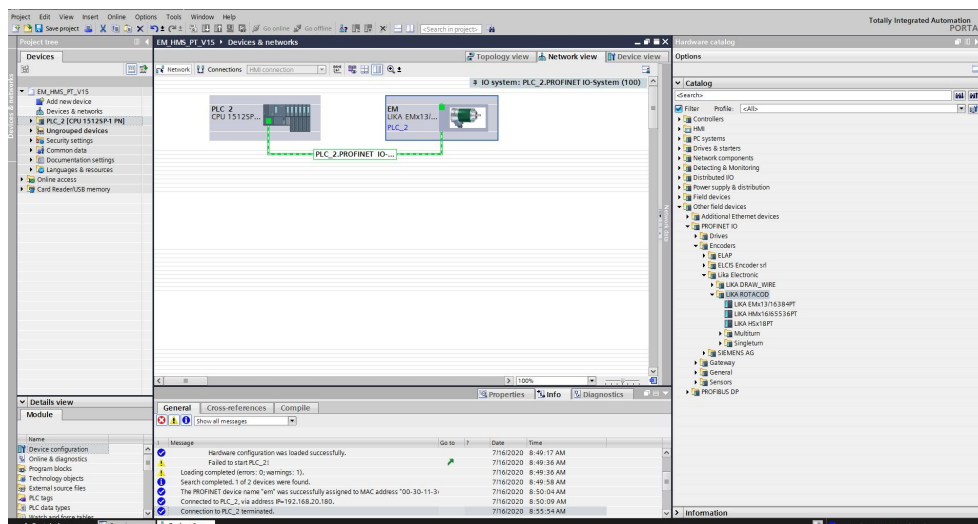 Project Edit View Insert Online Options Tools Window Help
Totally Integrated Automation
PORTA
Save project
Go online
Go offline
<Search in project>
Project tree
EM_HMS_PT_V15 Devices & networks
Hardware catalog
Devices
Topology view
Network view
Device view
Options
Network
Connections
HMI connection
Devices & networks
IO system: PLC_2.PROFINET IO-System (100)
Catalog
<Search>
Filter Profile: <All>
EM_HMS_PT_V15
Add new device
Devices & networks
PLC_2 [CPU 1512SP-1 PN]
Ungrouped devices
Security settings
Common data
Documentation settings
Languages & resources
Online access
Card Reader/USB memory
PLC_2
CPU 1512SP...
EM
LIKA EMx13/...
PLC_2
PLC_2.PROFINET IO-...
Network data
Controllers
HMI
PC systems
Drives & starters
Network components
Detecting & Monitoring
Distributed I/O
Power supply & distribution
Field devices
Other field devices
Additional Ethernet devices
PROFINET IO
Drives
Encoders
ELAP
ELCIS Encoder srl
Lika Electronic
LIKA DRAW_WIRE
LIKA ROTACOD
LIKA EMx13/16384PT
LIKA HMx16/65536PT
LIKA HSx18PT
Multiturn
Singleturn
SIEMENS AG
Gateway
General
Sensors
PROFIBUS DP
100%
Properties
Info
Diagnostics
Details view
Module
Name
Device configuration
Online & diagnostics
Program blocks
Technology objects
External source files
PLC tags
PLC data types
Watch and force tables
General
Cross-references
Compile
Show all messages
! Message Go to ? Date Time
Hardware configuration was loaded successfully. 7/16/2020 8:49:17 AM
Failed to start PLC_2! 7/16/2020 8:49:36 AM
Loading completed (errors: 0; warnings: 1). 7/16/2020 8:49:36 AM
Search completed. 1 of 2 devices were found. 7/16/2020 8:49:58 AM
The PROFINET device name "em" was successfully assigned to MAC address "00-30-11-3 7/16/2020 8:50:04 AM
Connected to PLC_2, via address IP=192.168.20.180. 7/16/2020 8:50:09 AM
Connection to PLC_2 terminated. 7/16/2020 8:55:54 AM
Information